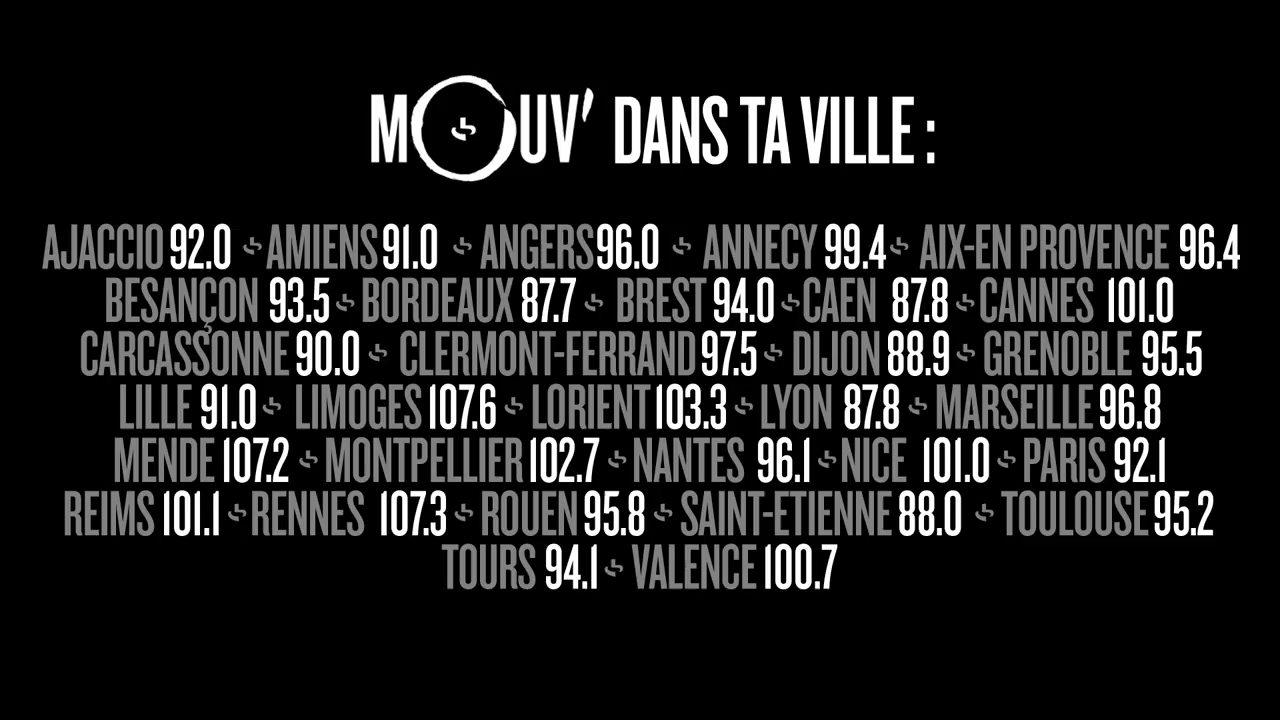 MOUV' DANS TA VILLE :
AJACCIO 92.0 AMIENS 91.0 ANGERS 96.0 ANNECY 99.4 AIX-EN PROVENCE 96.4
BESANÇON 93.5 BORDEAUX 87.7 BREST 94.0 CAEN 87.8 CANNES 101.0
CARCASSONNE 90.0 CLERMONT-FERRAND 97.5 DIJON 88.9 GRENOBLE 95.5
LILLE 91.0 LIMOGES 107.6 LORIENT 103.3 LYON 87.8 MARSEILLE 96.8
MENDE 107.2 MONTPELLIER 102.7 NANTES 96.1 NICE 101.0 PARIS 92.1
REIMS 101.1 RENNES 107.3 ROUEN 95.8 SAINT-ETIENNE 88.0 TOULOUSE 95.2
TOURS 94.1 VALENCE 100.7